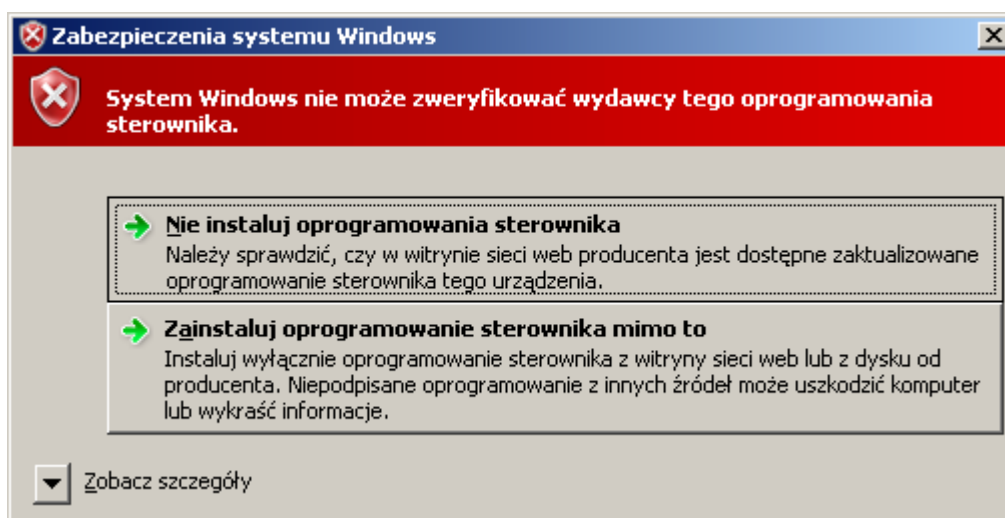 Zabezpieczenia systemu Windows
System Windows nie może zweryfikować wydawcy tego oprogramowania
sterownika.
Nie instaluj oprogramowania sterownika
Należy sprawdzić, czy w witrynie sieci web producenta jest dostępne zaktualizowane
oprogramowanie sterownika tego urządzenia.
Zainstaluj oprogramowanie sterownika mimo to
Instaluj wyłącznie oprogramowanie sterownika z witryny sieci web lub z dysku od
producenta. Niepodpisane oprogramowanie z innych źródeł może uszkodzić komputer
lub wykraść informacje.
Zobacz szczegóły